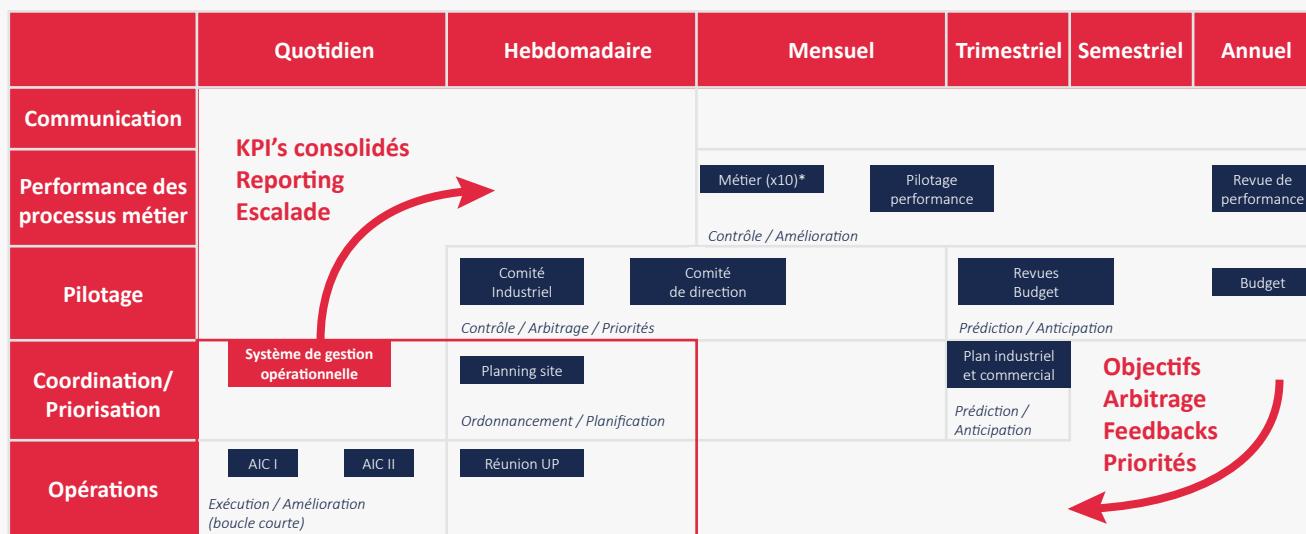 Quotidien
Hebdomadaire
Mensuel
Trimestriel
Semestriel
Annuel
Communication
KPI’s consolidés
Reporting
Escalade
Performance des
processus métier
Métier (x10)*
Pilotage
performance
Revue de
performance
Contrôle / Amélioration
Pilotage
Comité
Industriel
Comité
de direction
Revues
Budget
Budget
Contrôle / Arbitrage / Priorités
Prédiction / Anticipation
Coordination/
Priorisation
Système de gestion
opérationnelle
Planning site
Ordonnancement / Planification
Plan industriel
et commercial
Prédiction /
Anticipation
Objectifs
Arbitrage
Feedbacks
Priorités
Opérations
AIC I
AIC II
Réunion UP
Exécution / Amélioration
(boucle courte)